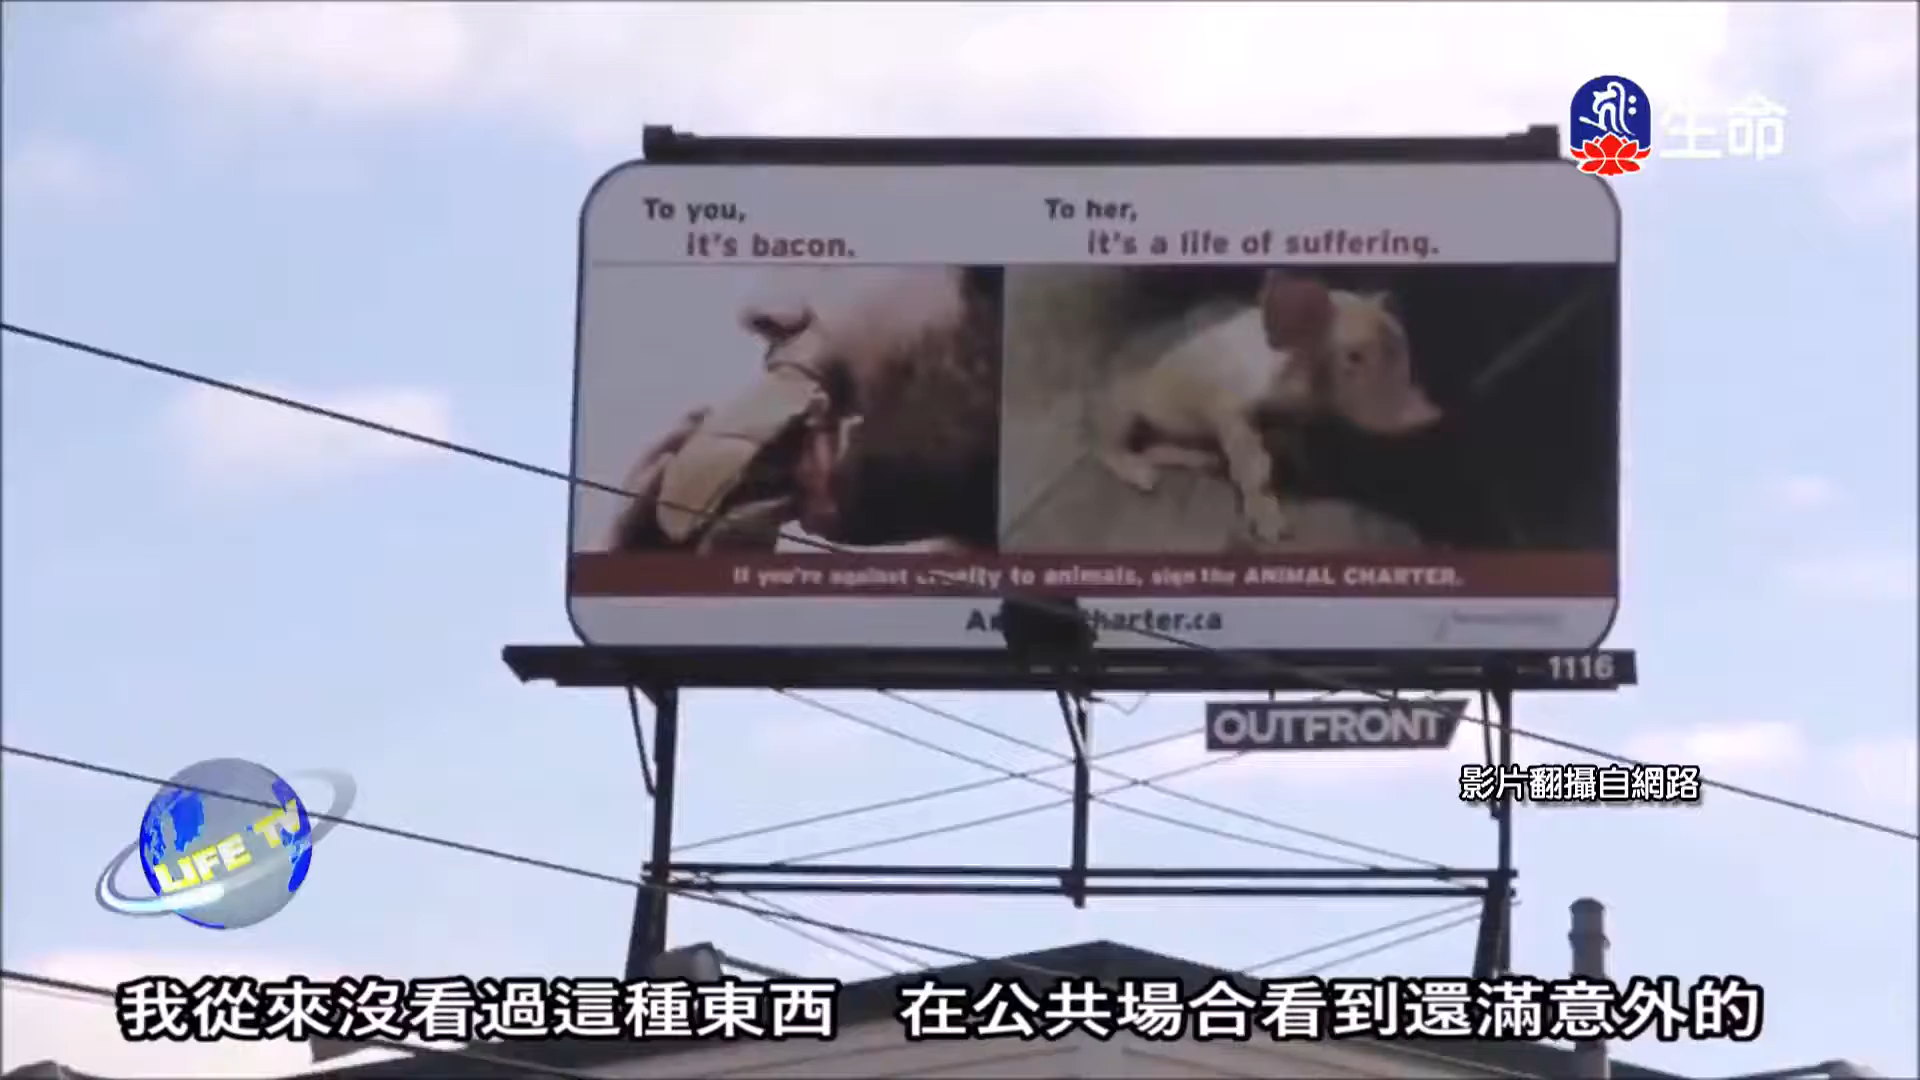 生命
To you,
it's bacon.
To her,
it's a life of suffering.
If you're against cruelty to animals, sign the ANIMAL CHARTER.
harter.ca
1116
OUTFRONT
影片翻攝自網路
LIFE TV
我從來沒看過這種東西 在公共場合看到還滿意外的